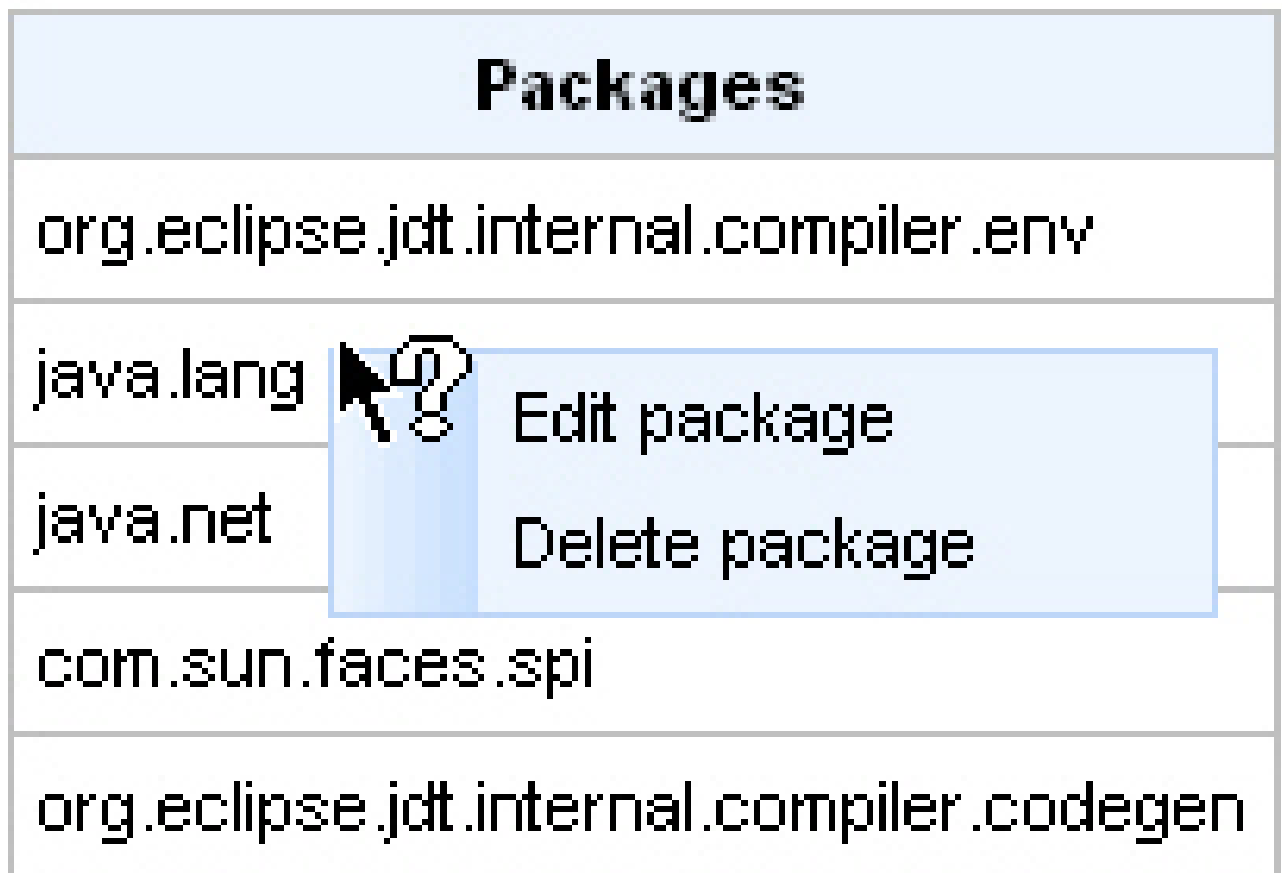 Packages
org.eclipse.jdt.internal.compiler.env
java.lang
Edit package
java.net
Delete package
com.sun.faces.spi
org.eclipse.jdt.internal.compiler.codegen